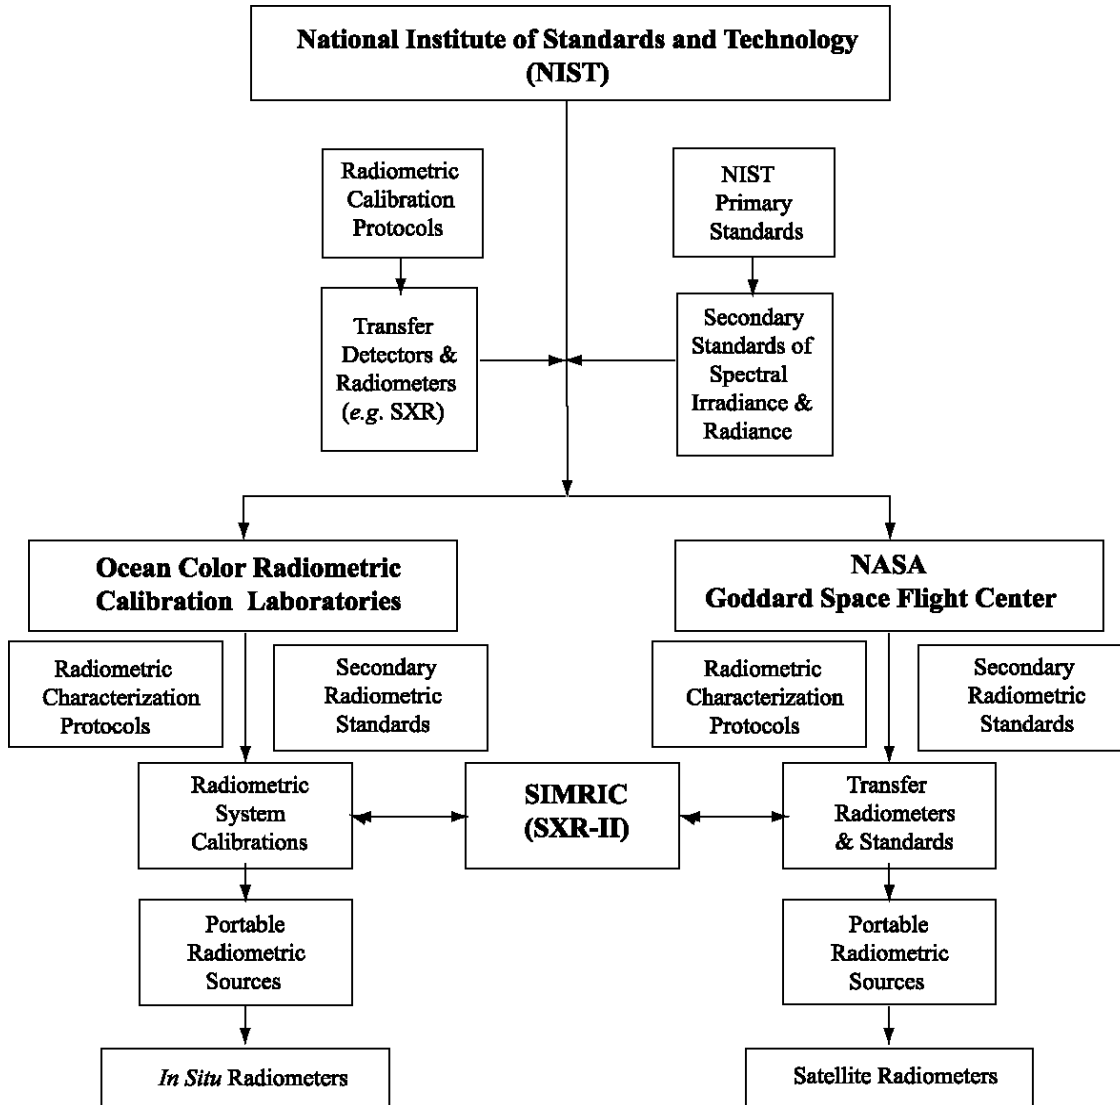 National Institute of Standards and Technology
(NIST)
Radiometric
Calibration
Protocols
NIST
Primary
Standards
Transfer
Detectors &
Radiometers
(e.g. SXR)
Secondary
Standards of
Spectral
Irradiance &
Radiance
Ocean Color Radiometric
Calibration Laboratories
NASA
Goddard Space Flight Center
Radiometric
Characterization
Protocols
Secondary
Radiometric
Standards
Radiometric
Characterization
Protocols
Secondary
Radiometric
Standards
Radiometric
System
Calibrations
SIMRIC
(SXR-II)
Transfer
Radiometers
& Standards
Portable
Radiometric
Sources
Portable
Radiometric
Sources
In Situ Radiometers
Satellite Radiometers